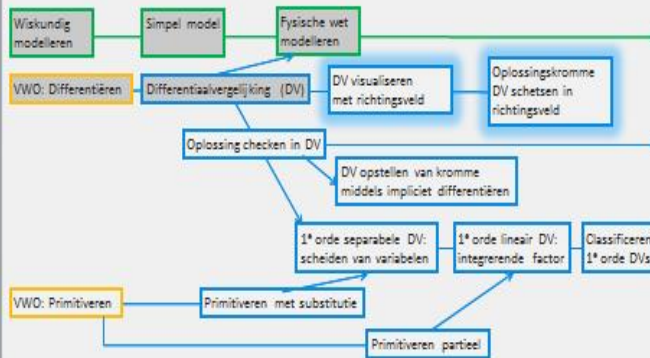 Wiskundig
modelleren
Simpel model
Fysische wet
modelleren
VWO: Differentiëren
Differentiaalvergelijking (DV)
DV visualiseren
met richtingsveld
Oplossingskromme
DV schetsen in
richtingsveld
Oplossing checken in DV
DV opstellen van kromme
middels impliciet differentiëren
1ᵉ orde separabele DV:
scheiden van variabelen
1ᵉ orde lineair DV:
integrerende factor
Classificeren
1ᵉ orde DVs
VWO: Primitiveren
Primitiveren met substitutie
Primitiveren partieel